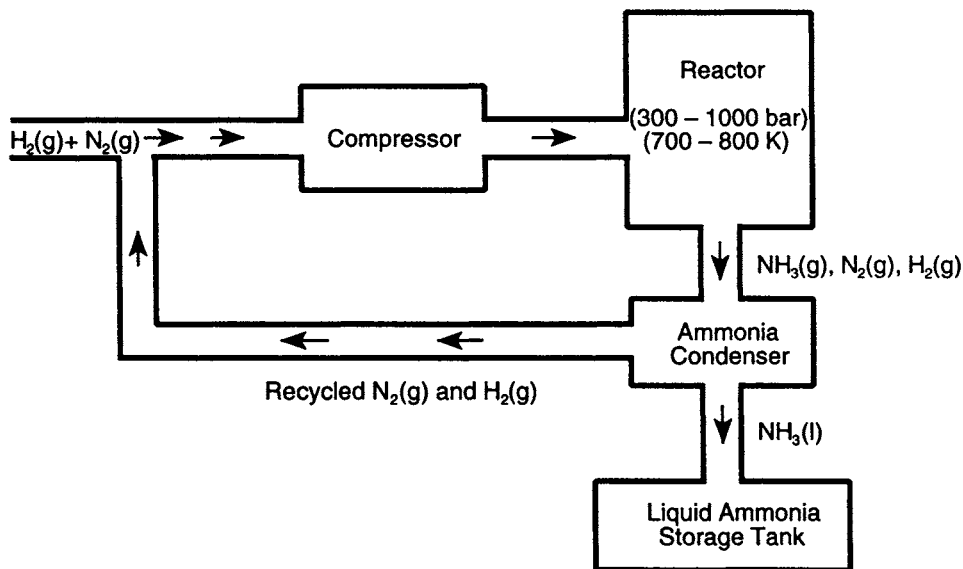 Reactor
(300 – 1000 bar)
(700 – 800 K)
H₂(g)+ N₂(g)
Compressor
NH₃(g), N₂(g), H₂(g)
Ammonia
Condenser
Recycled N₂(g) and H₂(g)
NH₃(l)
Liquid Ammonia
Storage Tank